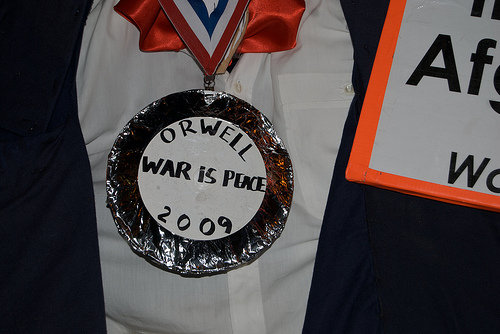 ORWELL
WAR iS PEACE
2009
Af
Wo